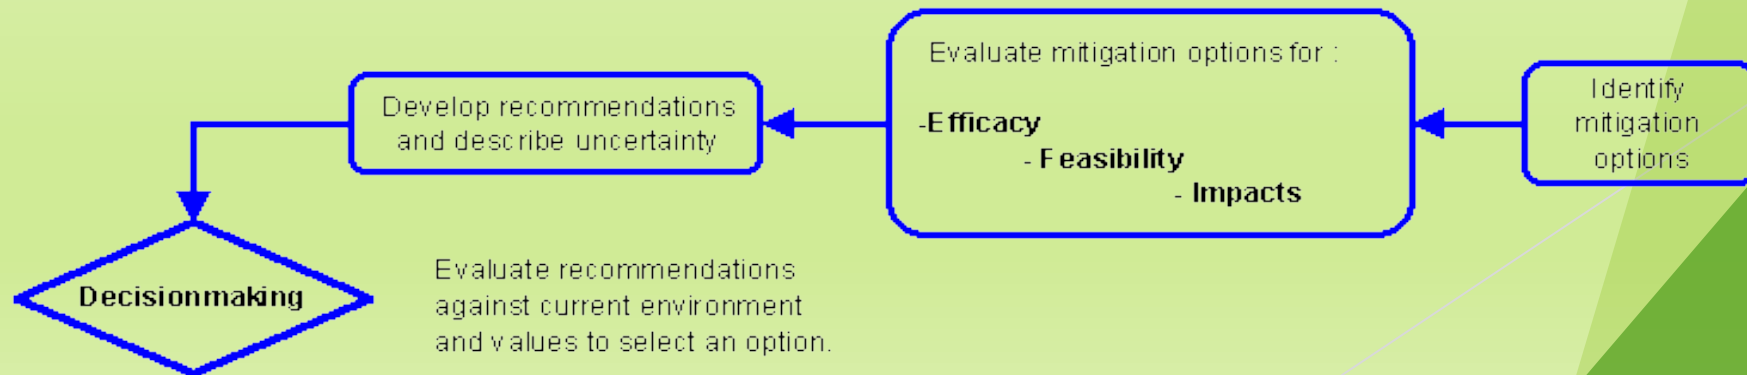 Evaluate mitigation options for :
-Efficacy
- Feasibility
- Impacts
Identify
mitigation
options
Develop recommendations
and describe uncertainty
Decisionmaking
Evaluate recommendations
against current environment
and values to select an option.